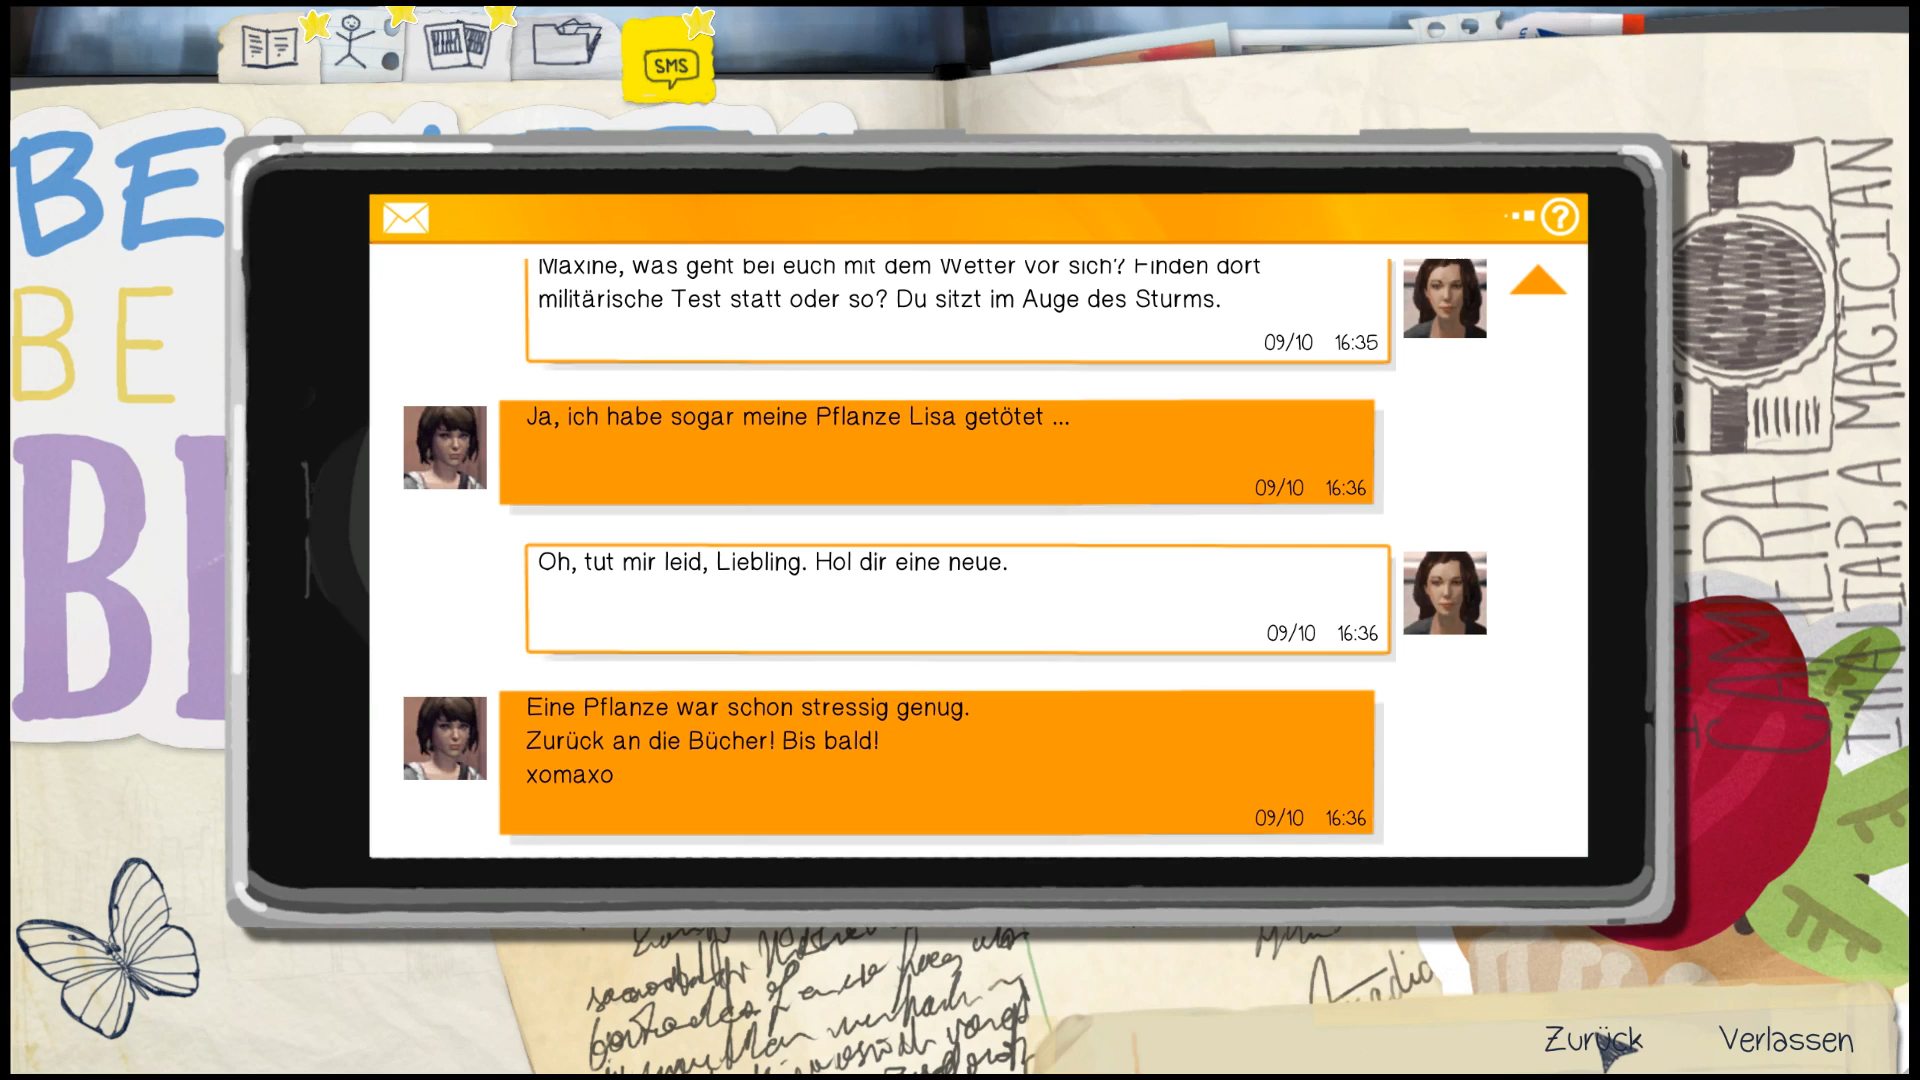 SMS
BE
BE
Maxine, was geht bei euch mit dem Wetter vor sich? Finden dort
militärische Test statt oder so? Du sitzt im Auge des Sturms.
09/10 16:35
Ja, ich habe sogar meine Pflanze Lisa getötet ...
09/10 16:36
Oh, tut mir leid, Liebling. Hol dir eine neue.
09/10 16:36
Eine Pflanze war schon stressig genug.
Zurück an die Bücher! Bis bald!
xomaxo
09/10 16:36
CAMERA
I'M A LIAR, A MAGICIAN
Zurück Verlassen